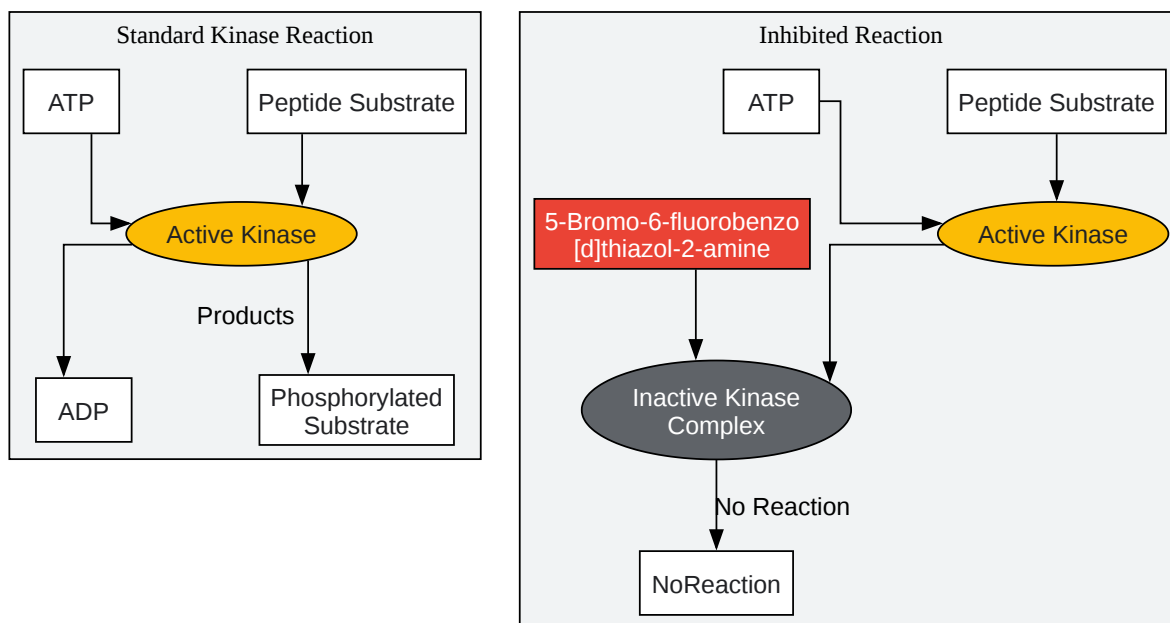 Standard Kinase Reaction
ATP
Peptide Substrate
Active Kinase
Products
ADP
Phosphorylated
Substrate
Inhibited Reaction
ATP
Peptide Substrate
5-Bromo-6-fluorobenzo
[d]thiazol-2-amine
Active Kinase
Inactive Kinase
Complex
No Reaction
NoReaction